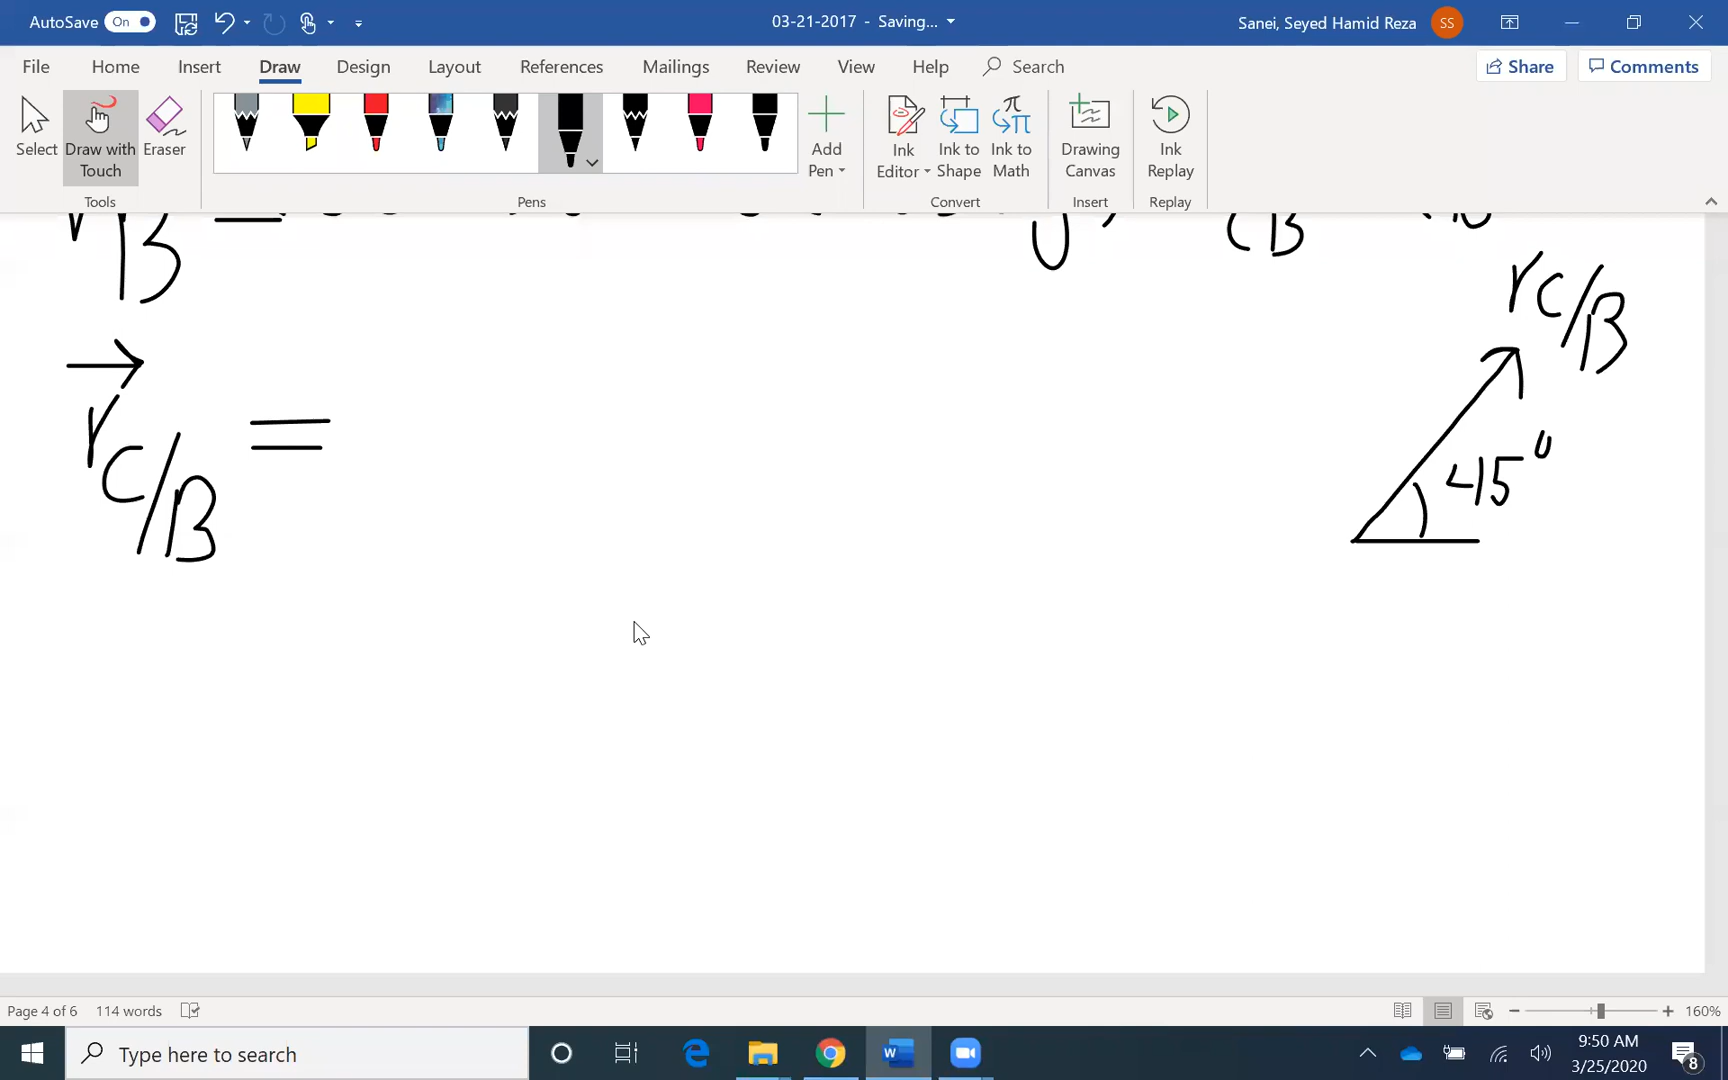 AutoSave On 03-21-2017 - Saving... Sanei, Seyed Hamid Reza SS
File Home Insert Draw Design Layout References Mailings Review View Help Search Share Comments
Select Draw with Touch Eraser Add Pen Ink Editor Ink to Shape Ink to Math Drawing Canvas Ink Replay
Tools Pens Convert Insert Replay
r C/B
r C/B =
45°
Page 4 of 6 114 words 160%
Type here to search 9:50 AM
3/25/2020 8